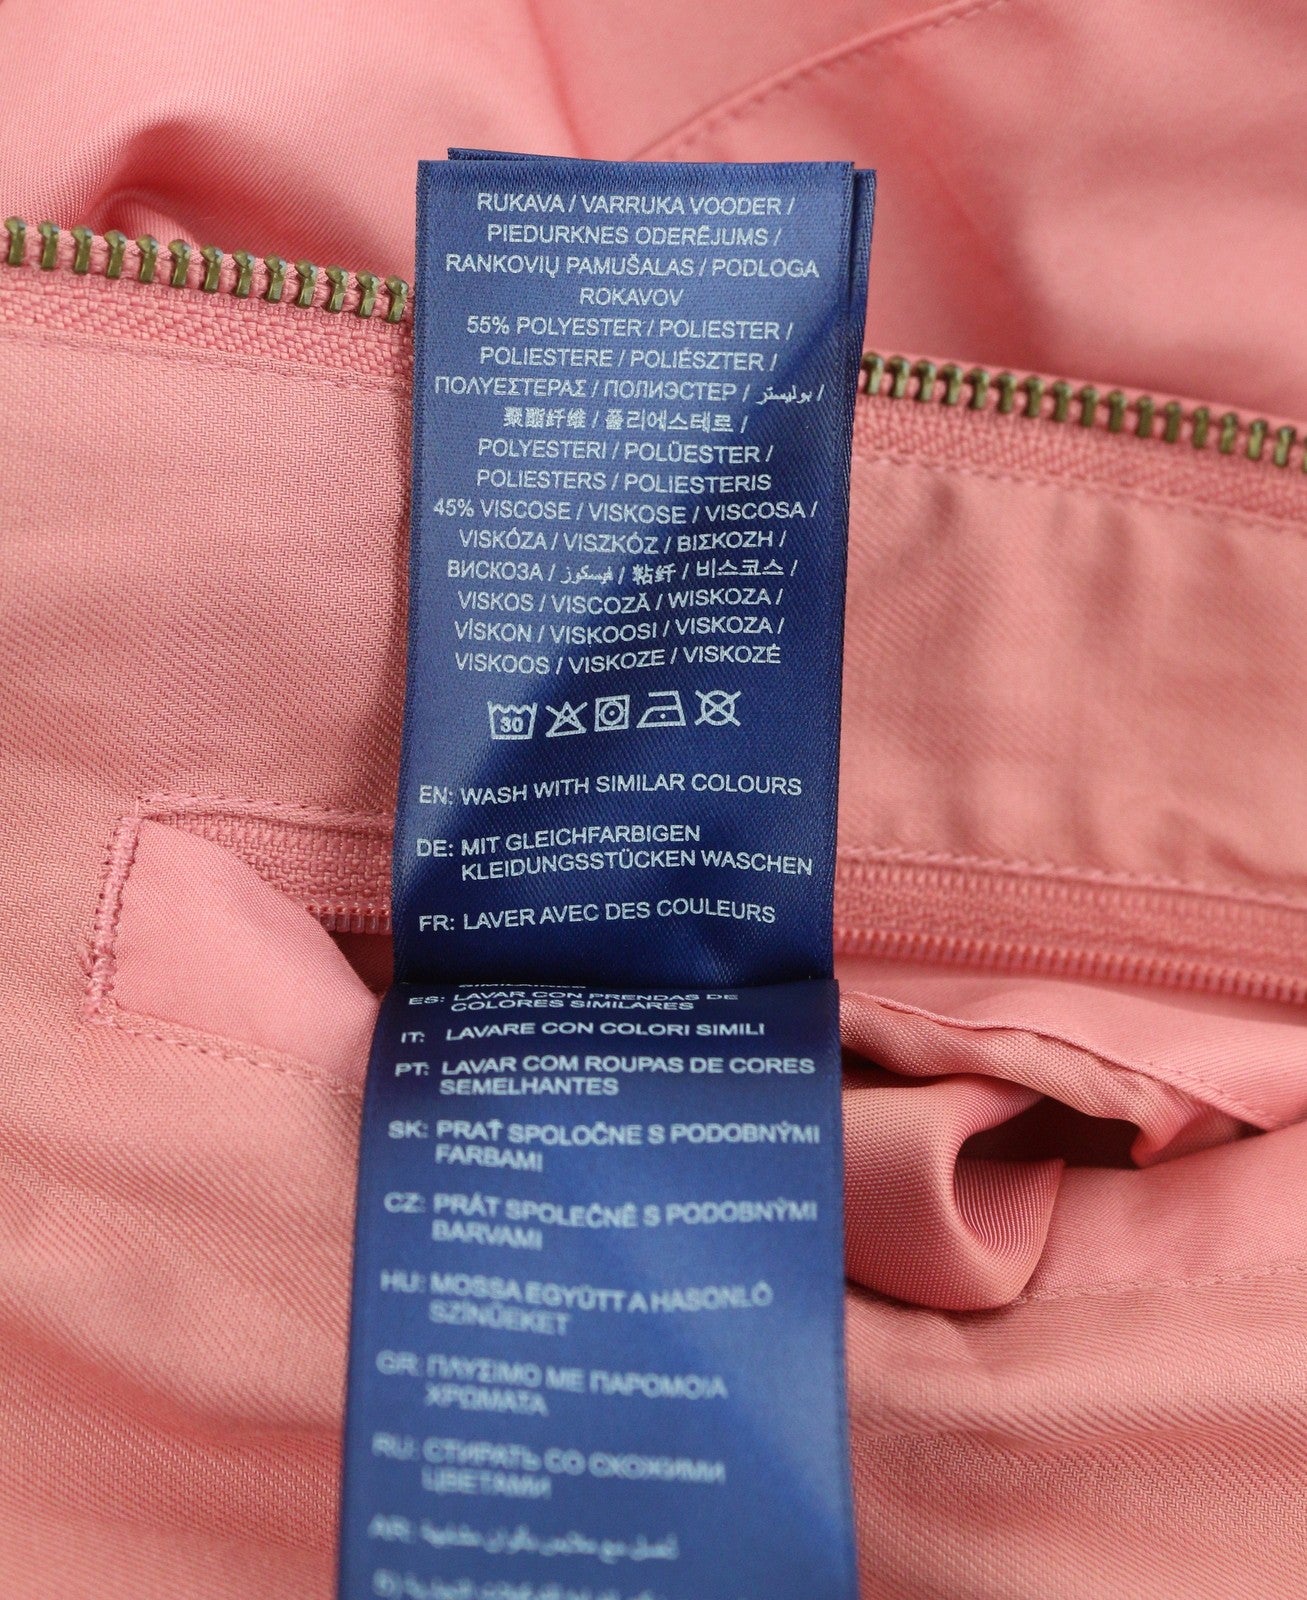 RUKAVA / VARRUKA VOODER /
PIEDURKNES ODERĒJUMS /
RANKOVIŲ PAMUŠALAS / PODLOGA
ROKAVOV
55% POLYESTER / POLIESTER /
POLIESTERE / POLIÉSZTER /
ΠΟΛΥΕΣΤΕΡΑΣ / ПОЛИЭСТЕР / بوليستر /
聚酯纤维 / 폴리에스테르 /
POLYESTERI / POLÜESTER /
POLIESTERS / POLIESTERIS
45% VISCOSE / VISKOSE / VISCOSA /
VISKÓZA / VISZKÓZ / ΒΙΣΚΟΖΗ /
ВИСКОЗА / فيسكوز / 粘纤 / 비스코스 /
VISKOS / VISCOZĂ / WISKOZA /
VİSKON / VISKOOSI / VISKOZA /
VISKOOS / VISKOZE / VISKOZĖ
30
EN: WASH WITH SIMILAR COLOURS
DE: MIT GLEICHFARBIGEN
KLEIDUNGSSTÜCKEN WASCHEN
FR: LAVER AVEC DES COULEURS
ES: LAVAR CON PRENDAS DE
COLORES SIMILARES
IT: LAVARE CON COLORI SIMILI
PT: LAVAR COM ROUPAS DE CORES
SEMELHANTES
SK: PRAŤ SPOLOČNE S PODOBNÝMI
FARBAMI
CZ: PRÁT SPOLEČNĚ S PODOBNÝMI
BARVAMI
HU: MOSSA EGYÜTT A HASONLÓ
SZÍNŰEKET
GR: ΠΛΥΣΙΜΟ ΜΕ ΠΑΡΟΜΟΙΑ
ΧΡΩΜΑΤΑ
RU: СТИРАТЬ СО СХОЖИМИ
ЦВЕТАМИ
AR: